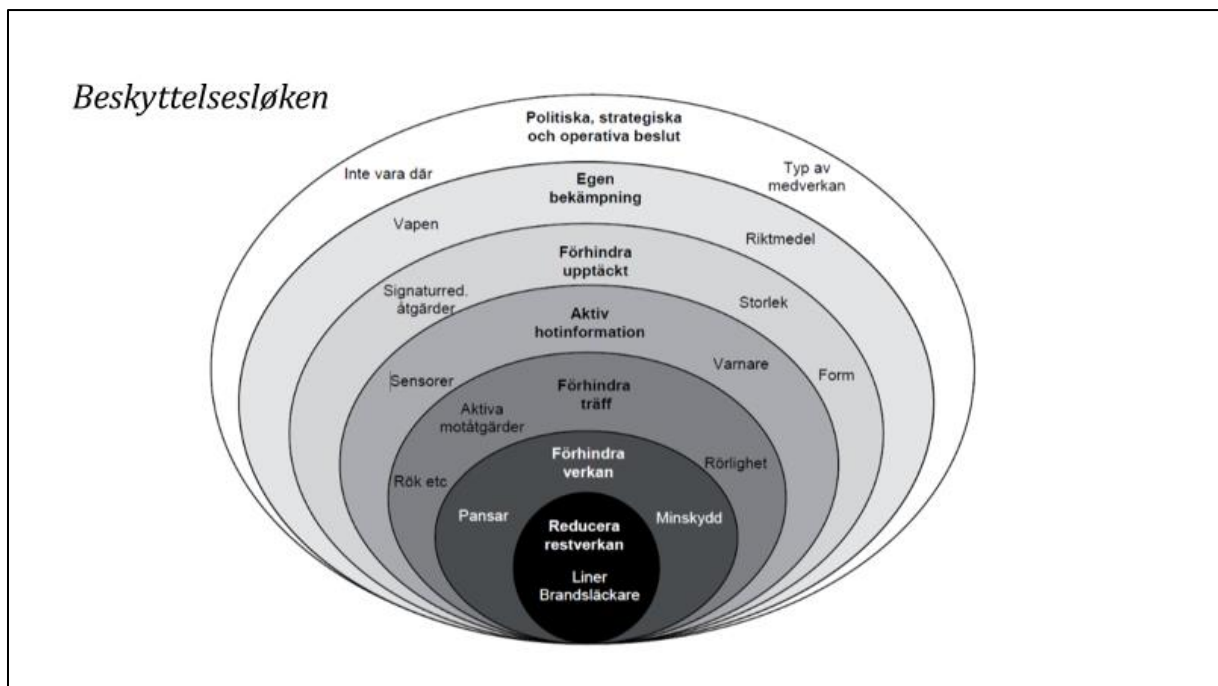 Beskyttelsesløken
Politiska, strategiska
och operativa beslut
Inte vara där
Typ av
medverkan
Egen
bekämpning
Vapen
Riktmedel
Förhindra
upptäckt
Signaturred.
åtgärder
Storlek
Form
Aktiv
hotinformation
Sensorer
Varnare
Förhindra
träff
Aktiva
motåtgärder
Rök etc
Rörlighet
Förhindra
verkan
Pansar
Minskydd
Reducera
restverkan
Liner
Brandsläckare